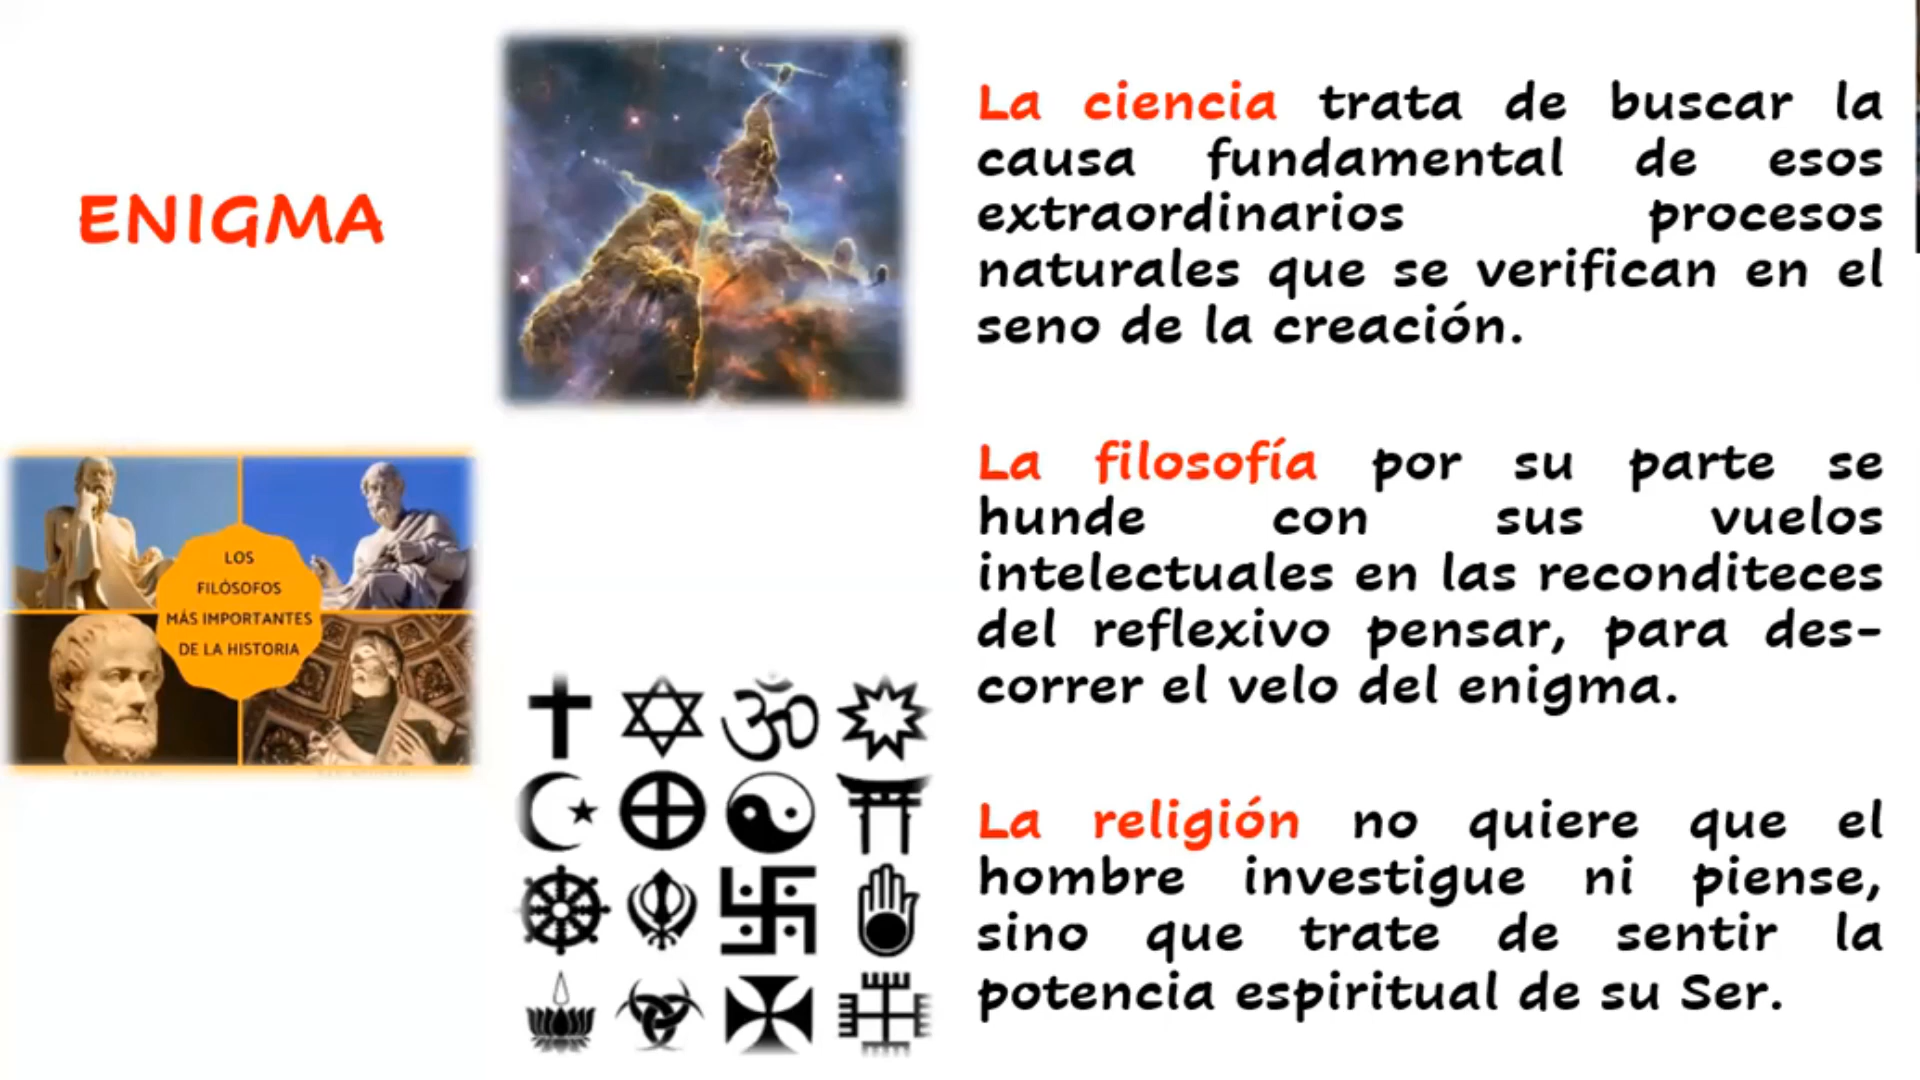 ENIGMA
La ciencia trata de buscar la
causa fundamental de esos
extraordinarios procesos
naturales que se verifican en el
seno de la creación.
LOS
FILÓSOFOS
MÁS IMPORTANTES
DE LA HISTORIA
La filosofía por su parte se
hunde con sus vuelos
intelectuales en las reconditeces
del reflexivo pensar, para des-
correr el velo del enigma.
La religión no quiere que el
hombre investigue ni piense,
sino que trate de sentir la
potencia espiritual de su Ser.